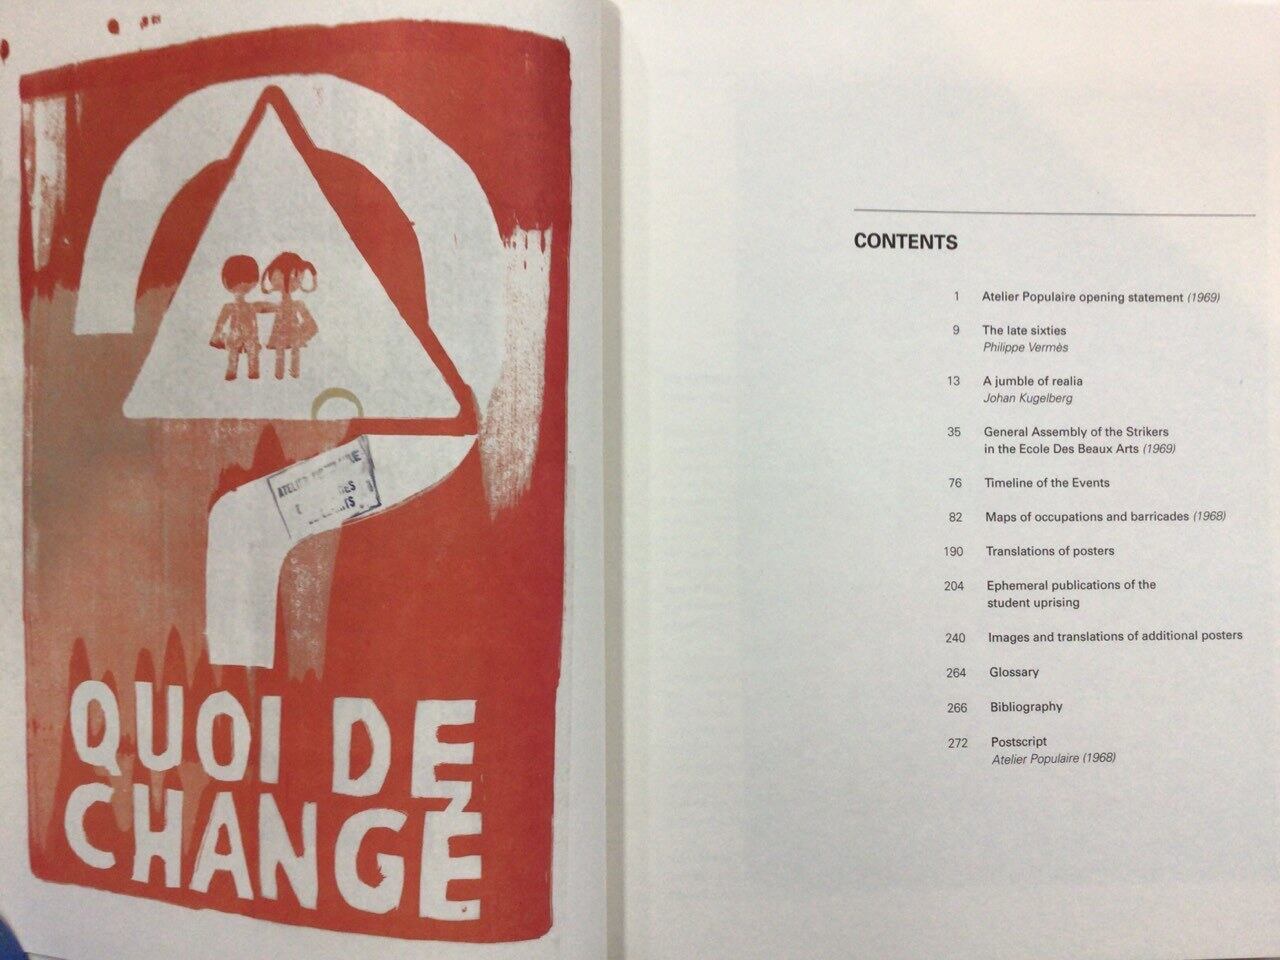 QUOI DE
CHANGÉ
ATELIER
CONTENTS
1 Atelier Populaire opening statement (1969)
9 The late sixties
Philippe Vermès
13 A jumble of realia
Johan Kugelberg
35 General Assembly of the Strikers
in the Ecole Des Beaux Arts (1969)
76 Timeline of the Events
82 Maps of occupations and barricades (1968)
190 Translations of posters
204 Ephemeral publications of the
student uprising
240 Images and translations of additional posters
264 Glossary
266 Bibliography
272 Postscript
Atelier Populaire (1968)